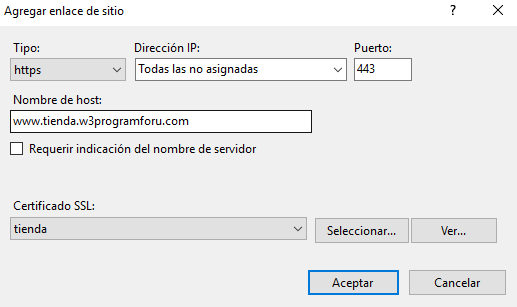 Agregar enlace de sitio ? ×
Tipo: Dirección IP: Puerto:
https Todas las no asignadas 443
Nombre de host:
www.tienda.w3programforu.com
Requerir indicación del nombre de servidor
Certificado SSL:
tienda Seleccionar... Ver...
Aceptar Cancelar